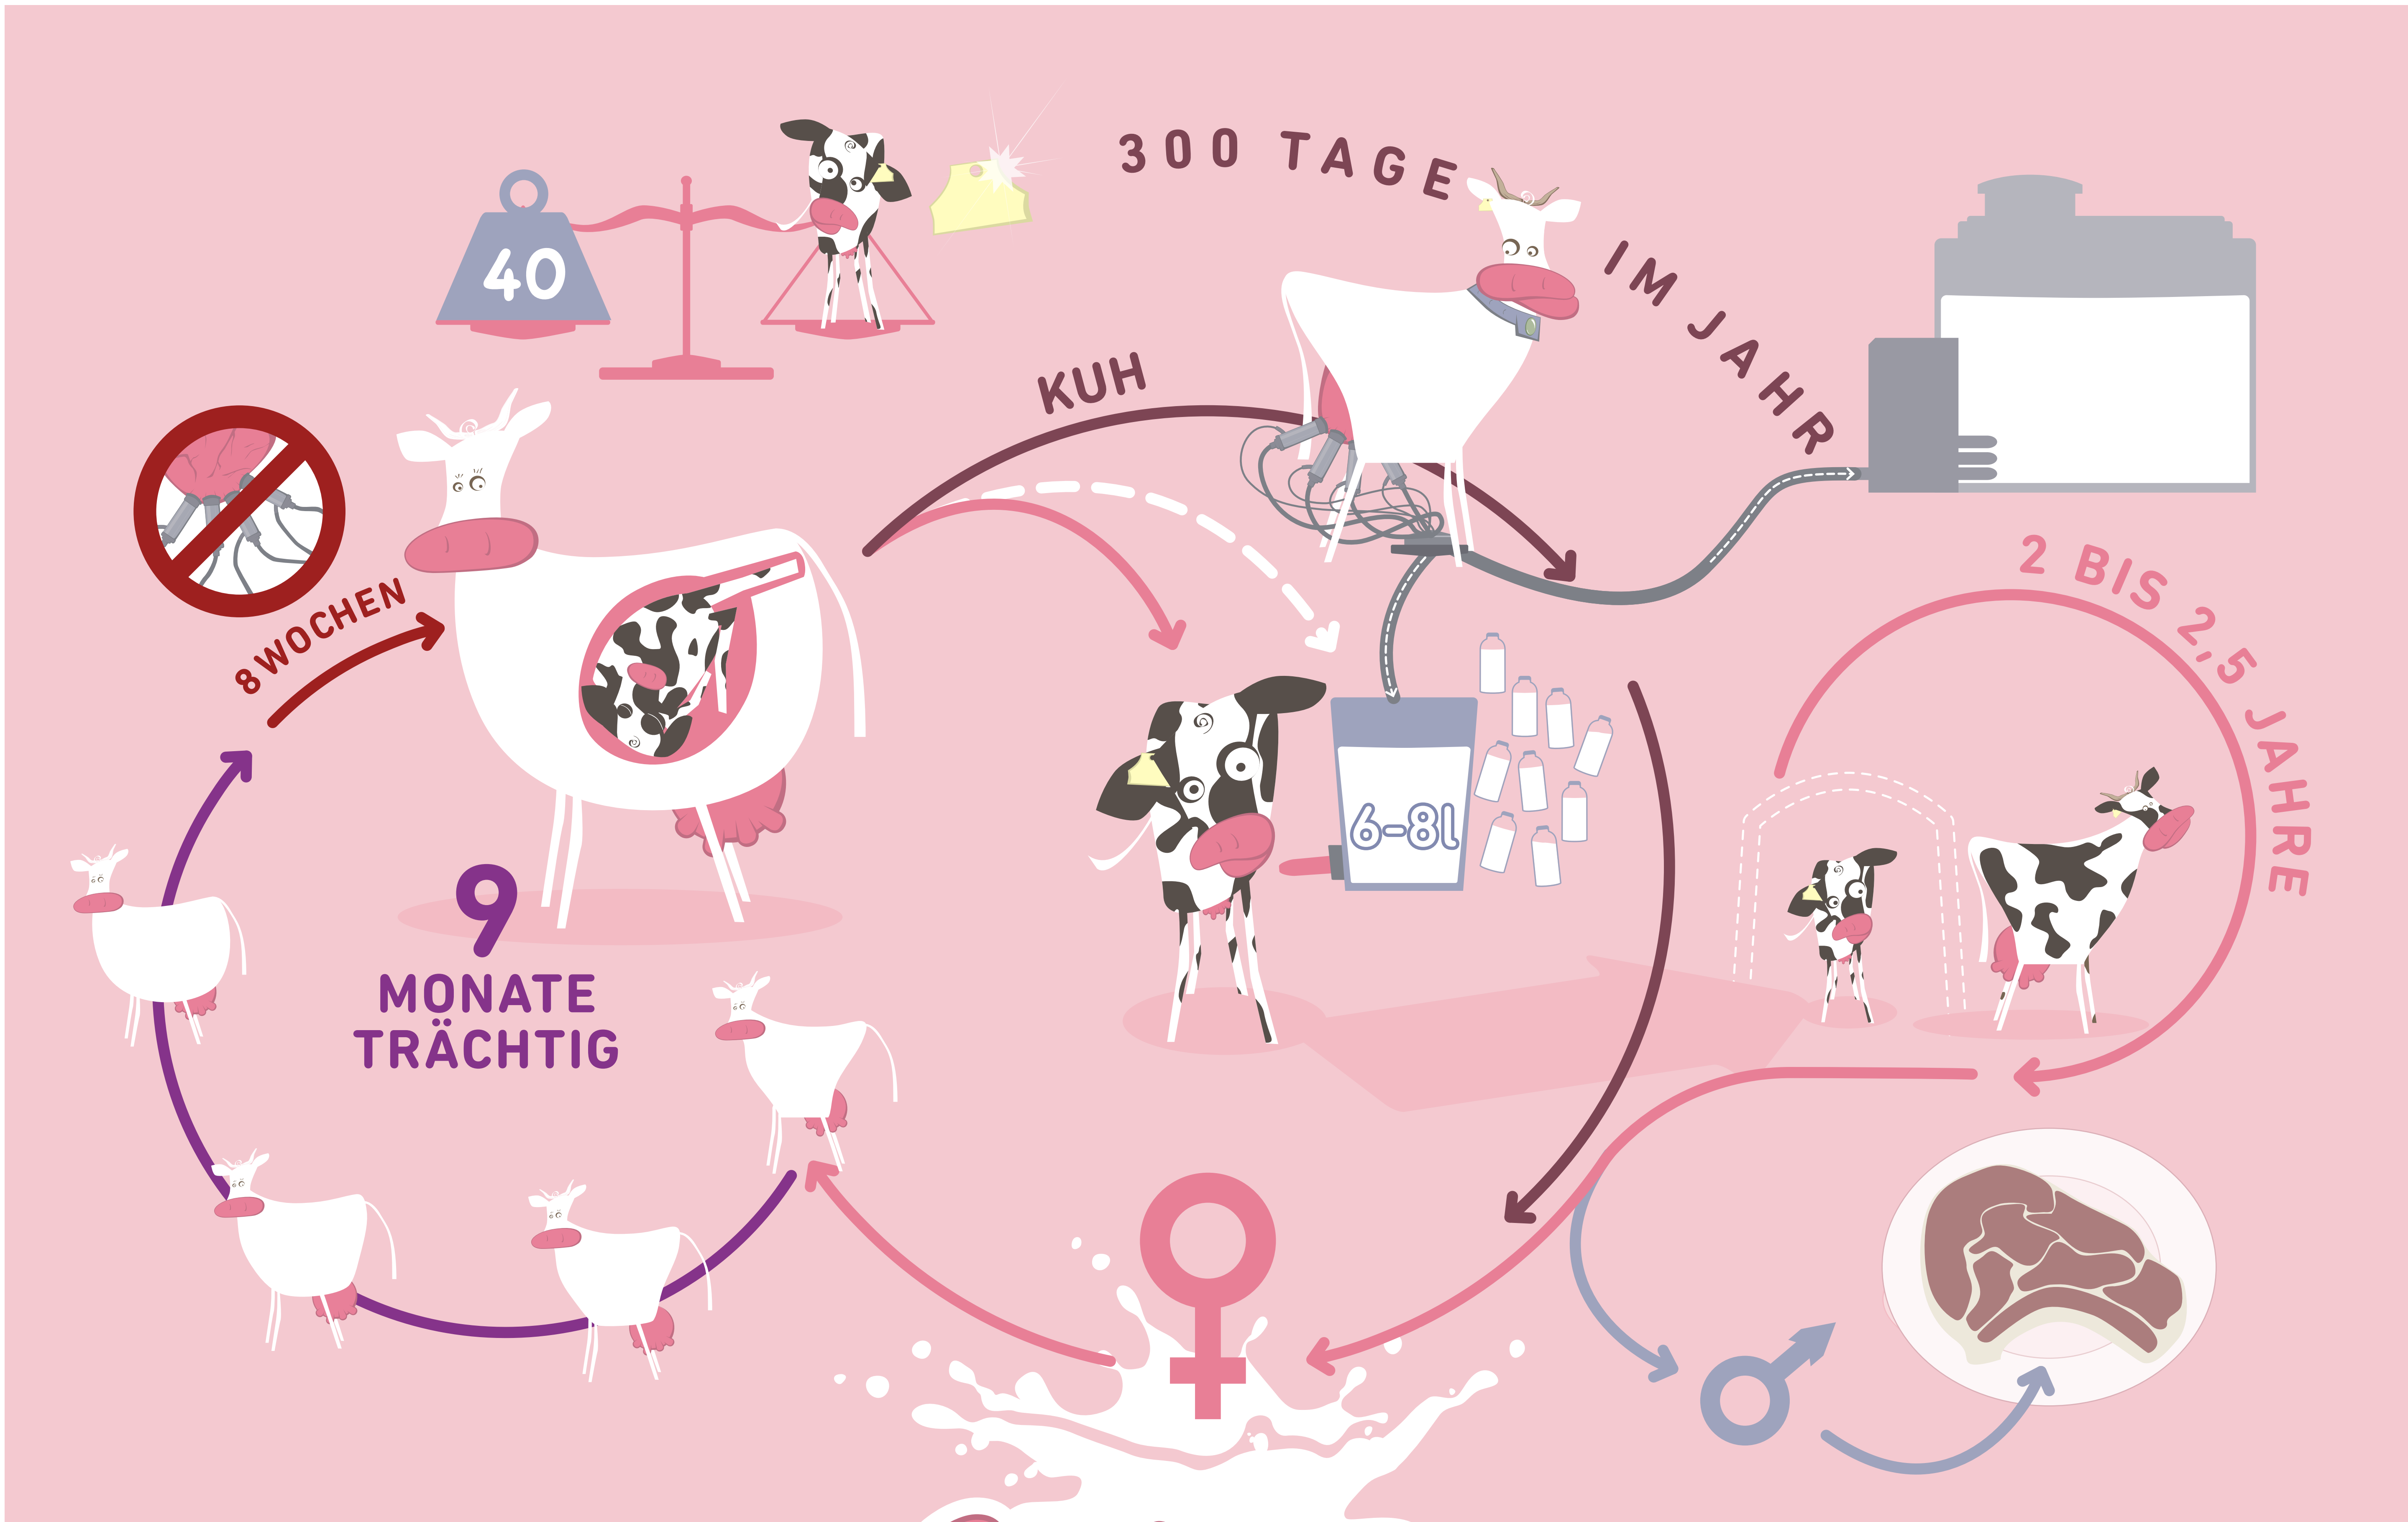 40
300 TAGE IM JAHR
KUH
8 WOCHEN
2 BIS 2,5 JAHRE
6-8l
9
MONATE
TRÄCHTIG